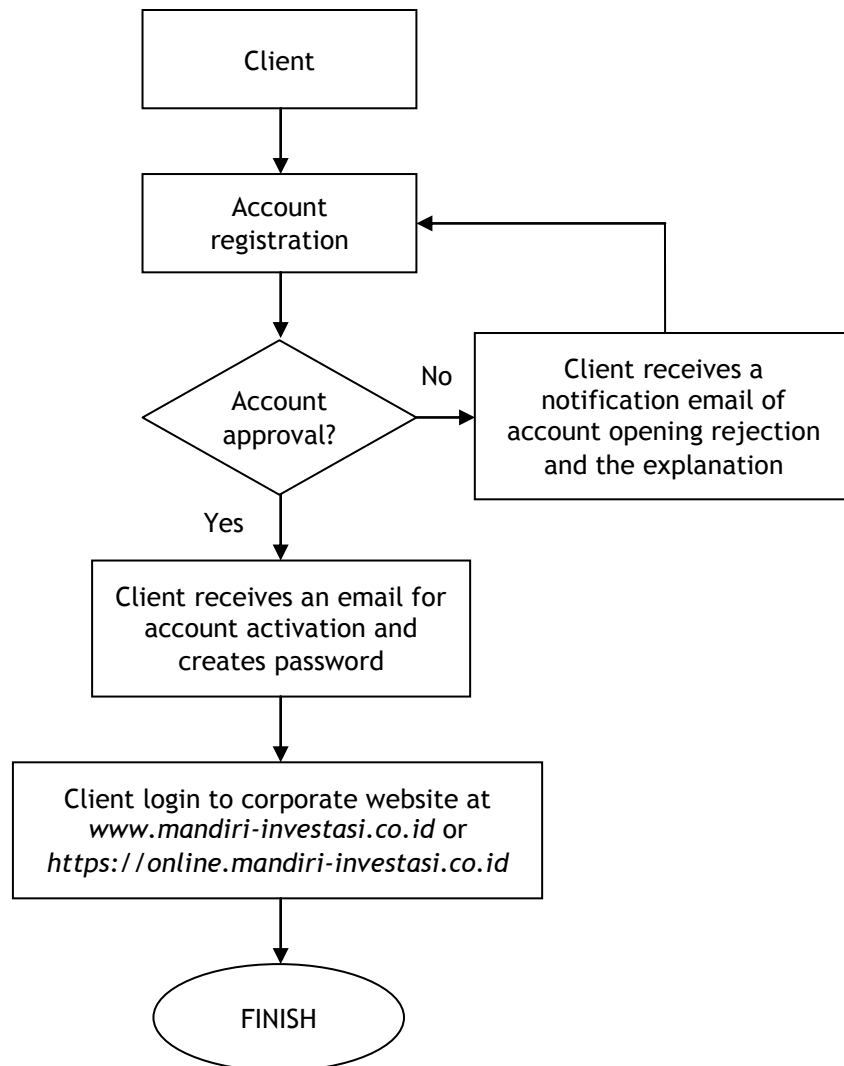 Client
Account
registration
Account
approval?
No
Client receives a
notification email of
account opening rejection
and the explanation
Yes
Client receives an email for
account activation and
creates password
Client login to corporate website at
www.mandiri-investasi.co.id or
https://online.mandiri-investasi.co.id
FINISH